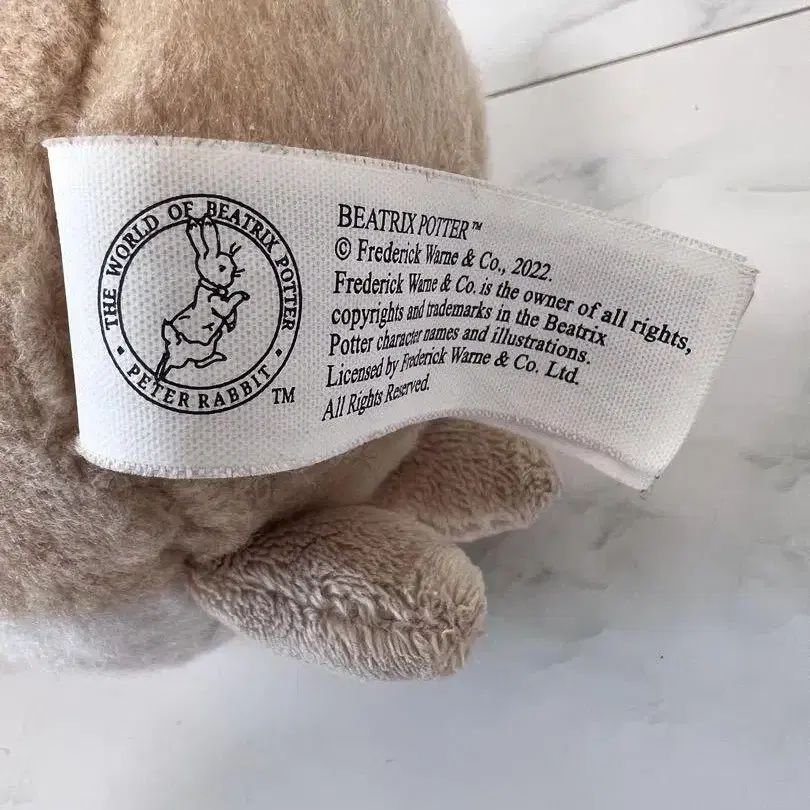 THE WORLD OF BEATRIX POTTER
• PETER RABBIT •
TM
BEATRIX POTTER™
© Frederick Warne & Co., 2022.
Frederick Warne & Co. is the owner of all rights,
copyrights and trademarks in the Beatrix
Potter character names and illustrations.
Licensed by Frederick Warne & Co. Ltd.
All Rights Reserved.